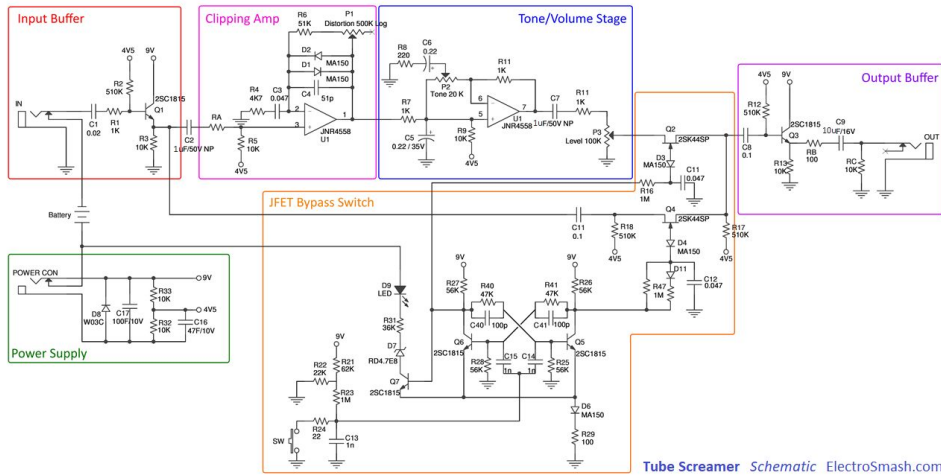 Input Buffer
Clipping Amp
Tone/Volume Stage
Output Buffer
JFET Bypass Switch
Power Supply
IN
C1
0.02
R1
1K
4V5
R2
510K
9V
2SC1815
Q1
R3
10K
C2
1uF/50V NP
RA
1K
R5
10K
4V5
R4
4K7
C3
0.047
R6
51K
P1
Distortion 500K Log
D2
MA150
D1
MA150
C4
51p
2
3
1
JNR4558
U1
R7
1K
C5
0.22 / 35V
R8
220
C6
0.22
P2
Tone 20 K
R9
10K
4V5
R11
1K
6
5
7
U1
JNR4558
C7
1uF/50V NP
R11
1K
P3
Level 100K
Q2
2SK44SP
D3
MA150
R16
1M
C11
0.047
C8
0.1
4V5
R12
510K
9V
2SC1815
Q3
R13
10K
RB
100
C9
10uF/16V
RC
10K
OUT
Battery
C11
0.1
R18
510K
4V5
Q4
2SK44SP
D4
MA150
R17
510K
4V5
D11
R47
1M
C12
0.047
POWER CON
D8
W03C
C17
100F/10V
R33
10K
R32
10K
9V
4V5
C16
47F/10V
D9
LED
R31
36K
D7
RD4.7E8
Q7
2SC1815
9V
R27
56K
R40
47K
C40
100p
Q6
2SC1815
R28
56K
C15
1n
C14
1n
9V
R26
56K
R41
47K
C41
100p
Q5
2SC1815
R25
56K
D6
MA150
R29
100
9V
R21
62K
R22
22K
R23
1M
R24
22
SW
C13
1n
Tube Screamer Schematic ElectroSmash.com